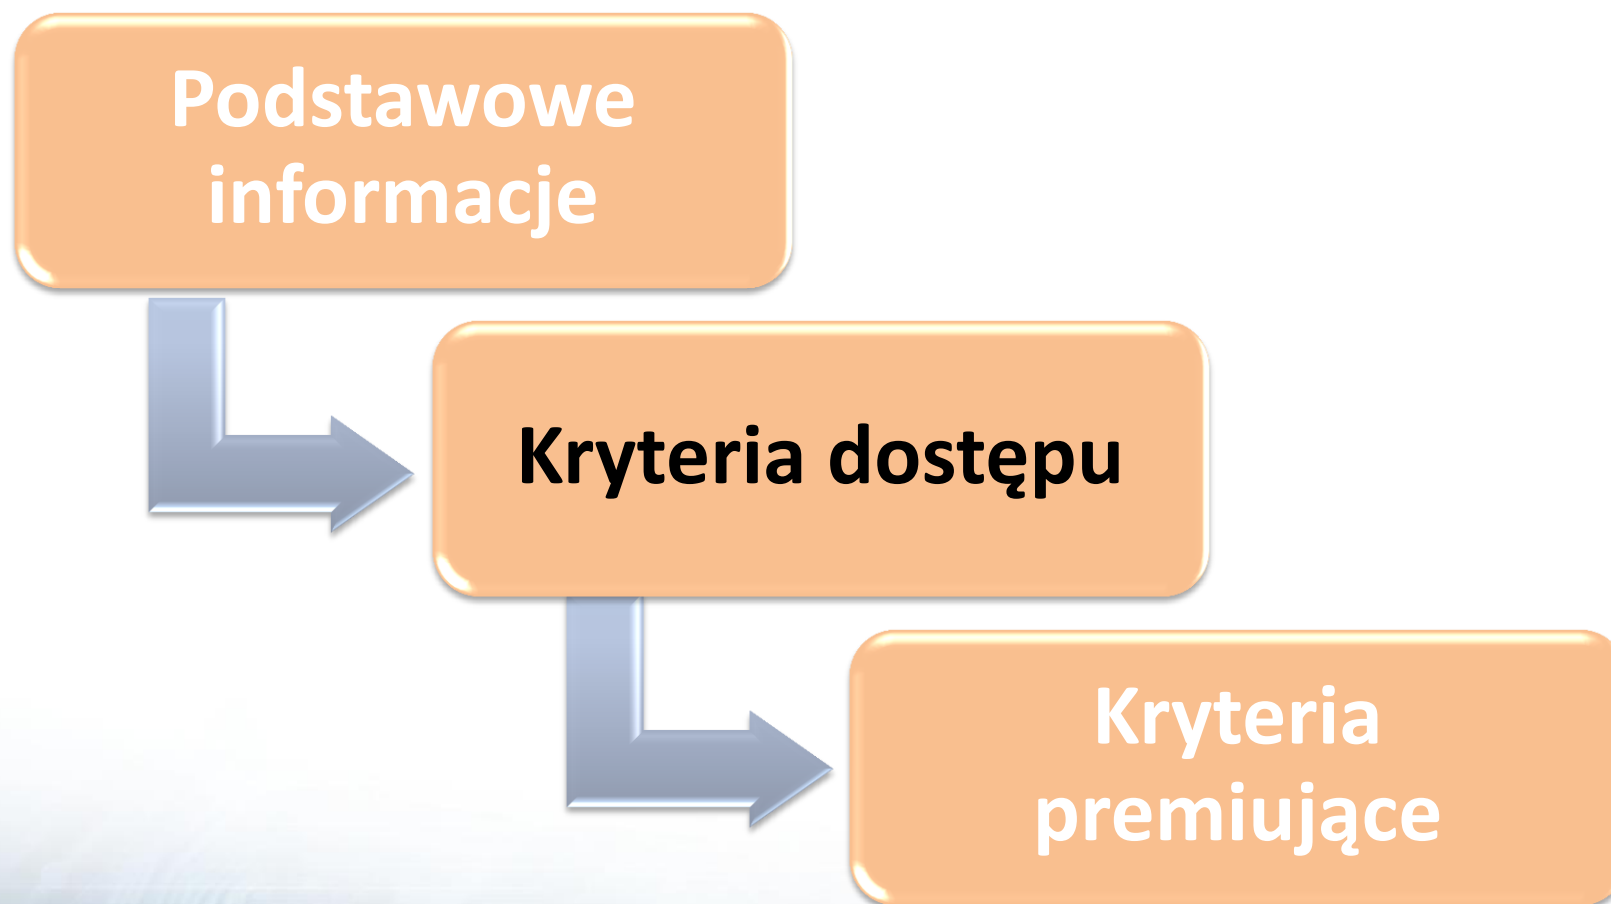 Podstawowe
informacje
Kryteria dostępu
Kryteria
premiujące